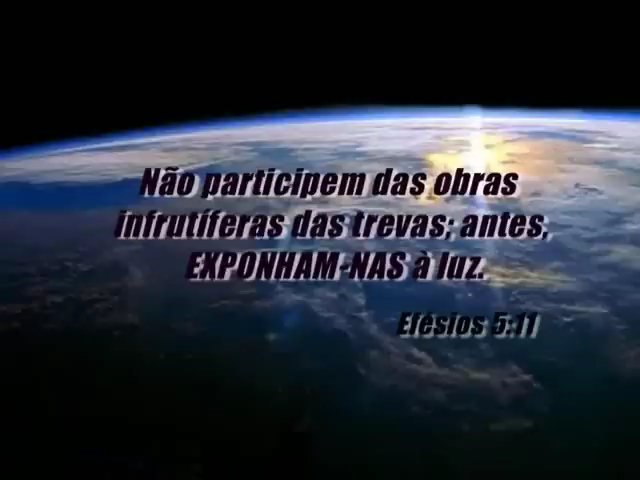 Não participem das obras
infrutíferas das trevas; antes,
EXPONHAM-NAS à luz.
Efésios 5:11